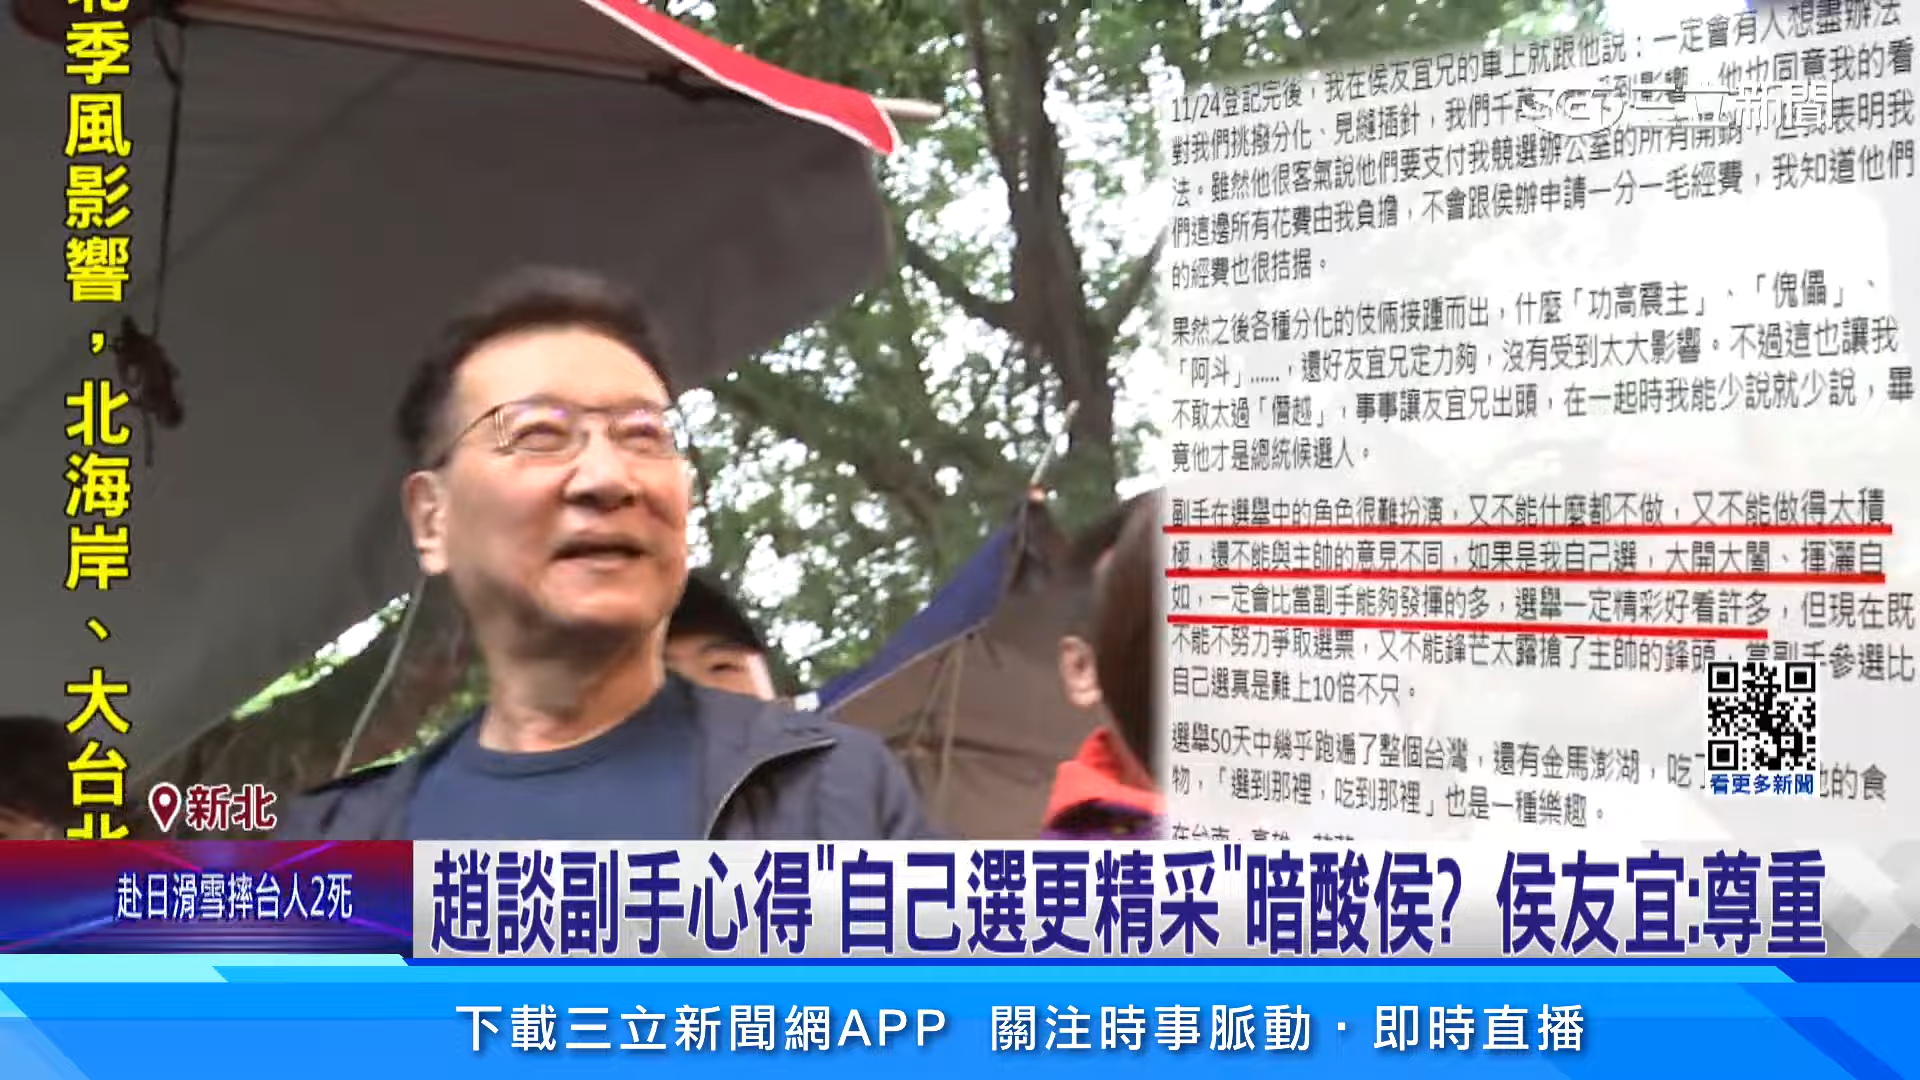 北季風影響，北海岸、大台北
11/24登記完後，我在侯友宜兄的車上就跟他說：一定會有人想盡辦法
對我們挑撥分化、見縫插針，我們千萬 到影響，他也同意我的看
法。雖然他很客氣說他們要支付我競選辦公室的所有開銷，但我表明我
們這邊所有花費由我負擔，不會跟侯辦申請一分一毛經費，我知道他們
的經費也很拮据。
果然之後各種分化的伎倆接踵而出，什麼「功高震主」、「傀儡」、
「阿斗」……，還好友宜兄定力夠，沒有受到太大影響。不過這也讓我
不敢太過「僭越」，事事讓友宜兄出頭，在一起時我能少說就少說，畢
竟他才是總統候選人。
副手在選舉中的角色很難扮演，又不能什麼都不做，又不能做得太積
極，還不能與主帥的意見不同，如果是我自己選，大開大闔、揮灑自
如，一定會比當副手能夠發揮的多，選舉一定精彩好看許多，但現在既
不能不努力爭取選票，又不能鋒芒太露搶了主帥的鋒頭，當副手參選比
自己選真是難上10倍不只。
選舉50天中幾乎跑遍了整個台灣，還有金馬澎湖，吃了 他的食
物，「選到那裡，吃到那裡」也是一種樂趣。
三立新聞
看更多新聞
新北
赴日滑雪摔台人2死
趙談副手心得"自己選更精采"暗酸侯? 侯友宜:尊重
下載三立新聞網APP 關注時事脈動．即時直播